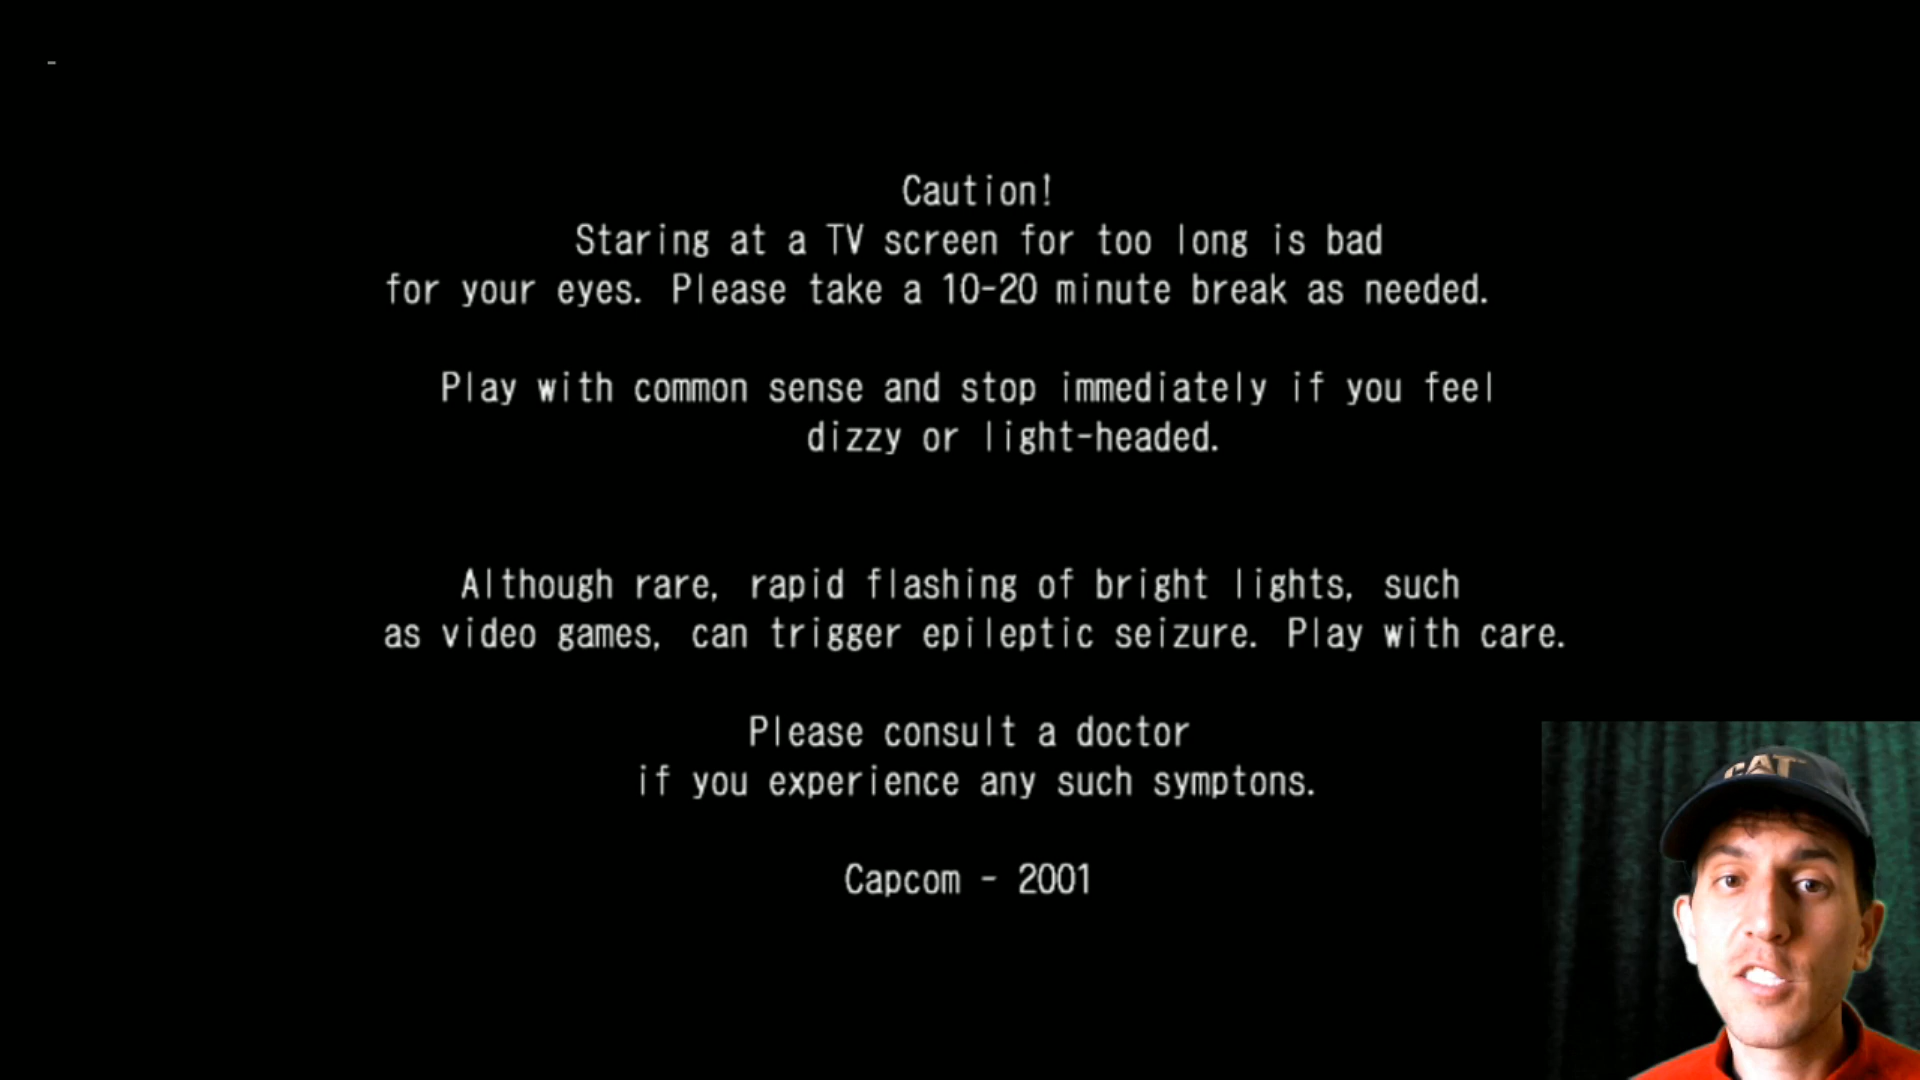 -
Caution!
Staring at a TV screen for too long is bad
for your eyes. Please take a 10-20 minute break as needed.
Play with common sense and stop immediately if you feel
dizzy or light-headed.
Although rare, rapid flashing of bright lights, such
as video games, can trigger epileptic seizure. Play with care.
Please consult a doctor
if you experience any such symptons.
Capcom - 2001
CAT